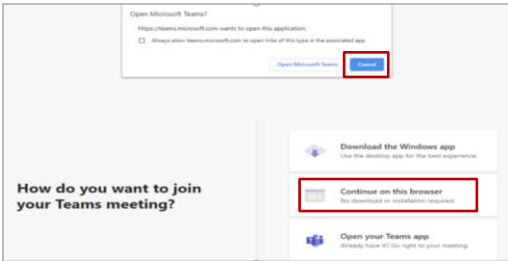 Open Microsoft Teams?
https://teams.microsoft.com wants to open this application.
Always allow teams.microsoft.com to open links of this type in the associated app
Open Microsoft Teams
Cancel
Download the Windows app
Use the desktop app for the best experience.
How do you want to join
your Teams meeting?
Continue on this browser
No download or installation required.
Open your Teams app
Already have it? Go right to your meeting.